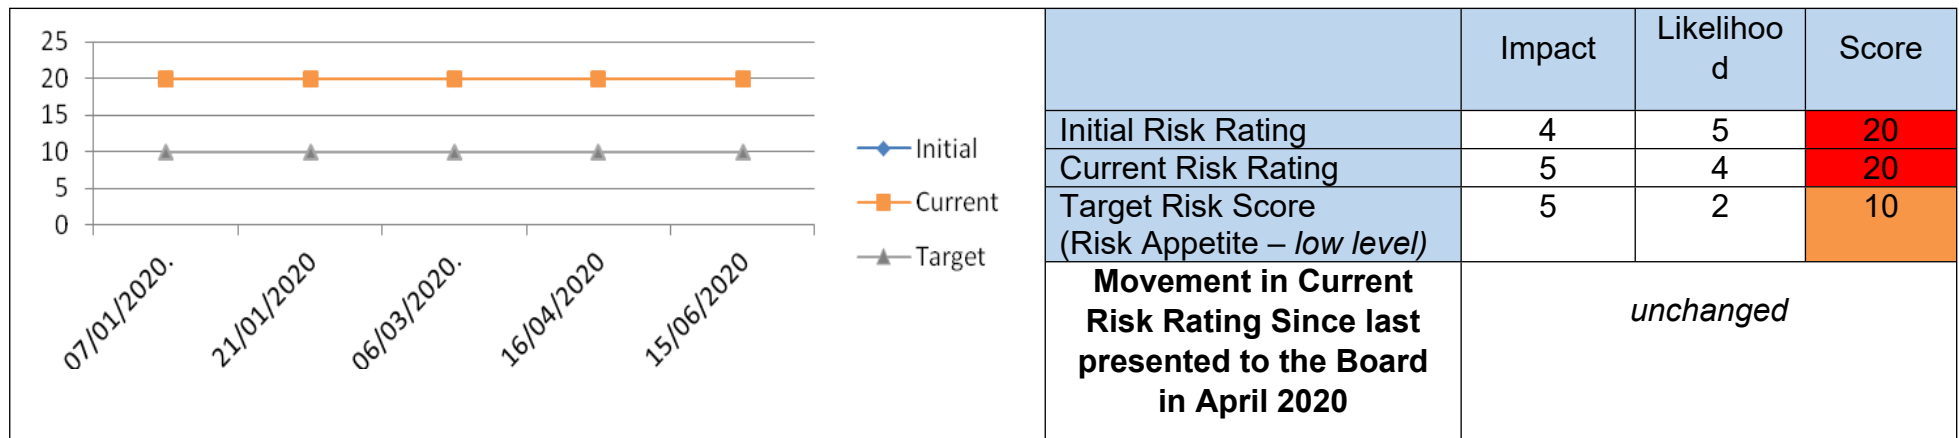 25
20
15
10
5
0
07/01/2020.
21/01/2020
06/03/2020.
16/04/2020
15/06/2020
Initial
Current
Target
Impact
Likelihoo
d
Score
Initial Risk Rating
4
5
20
Current Risk Rating
5
4
20
Target Risk Score
(Risk Appetite – low level)
5
2
10
Movement in Current
Risk Rating Since last
presented to the Board
in April 2020
unchanged